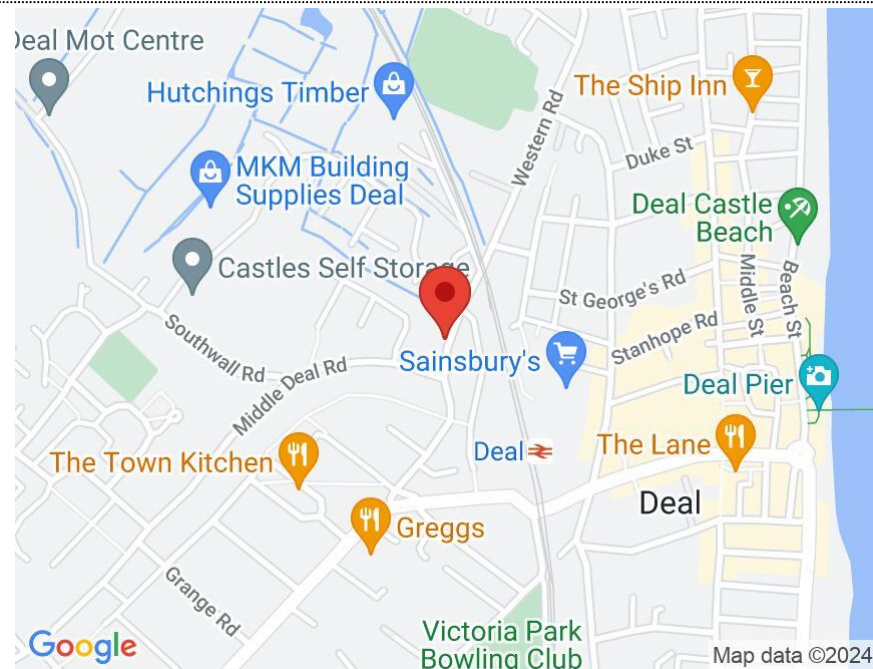 Deal Mot Centre
Hutchings Timber
The Ship Inn
Western Rd
Duke St
MKM Building
Supplies Deal
Deal Castle
Beach
Castles Self Storage
Middle St
Beach St
St George's Rd
Stanhope Rd
Southwall Rd
Middle Deal Rd
Sainsbury's
Deal Pier
Deal
The Lane
The Town Kitchen
Deal
Greggs
Grange Rd
Victoria Park
Bowling Club
Google
Map data ©2024